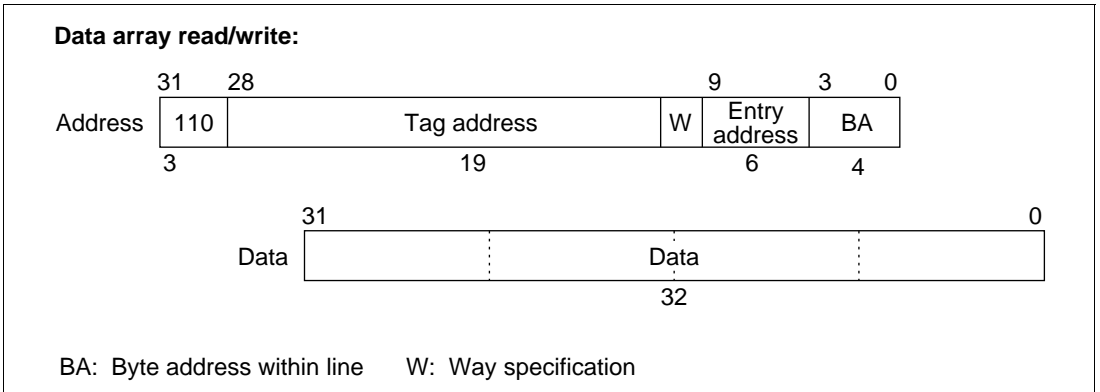 Data array read/write:
31 28 9 3 0
Address 110 Tag address W Entry address BA
3 19 6 4
31 0
Data Data
32
BA: Byte address within line W: Way specification